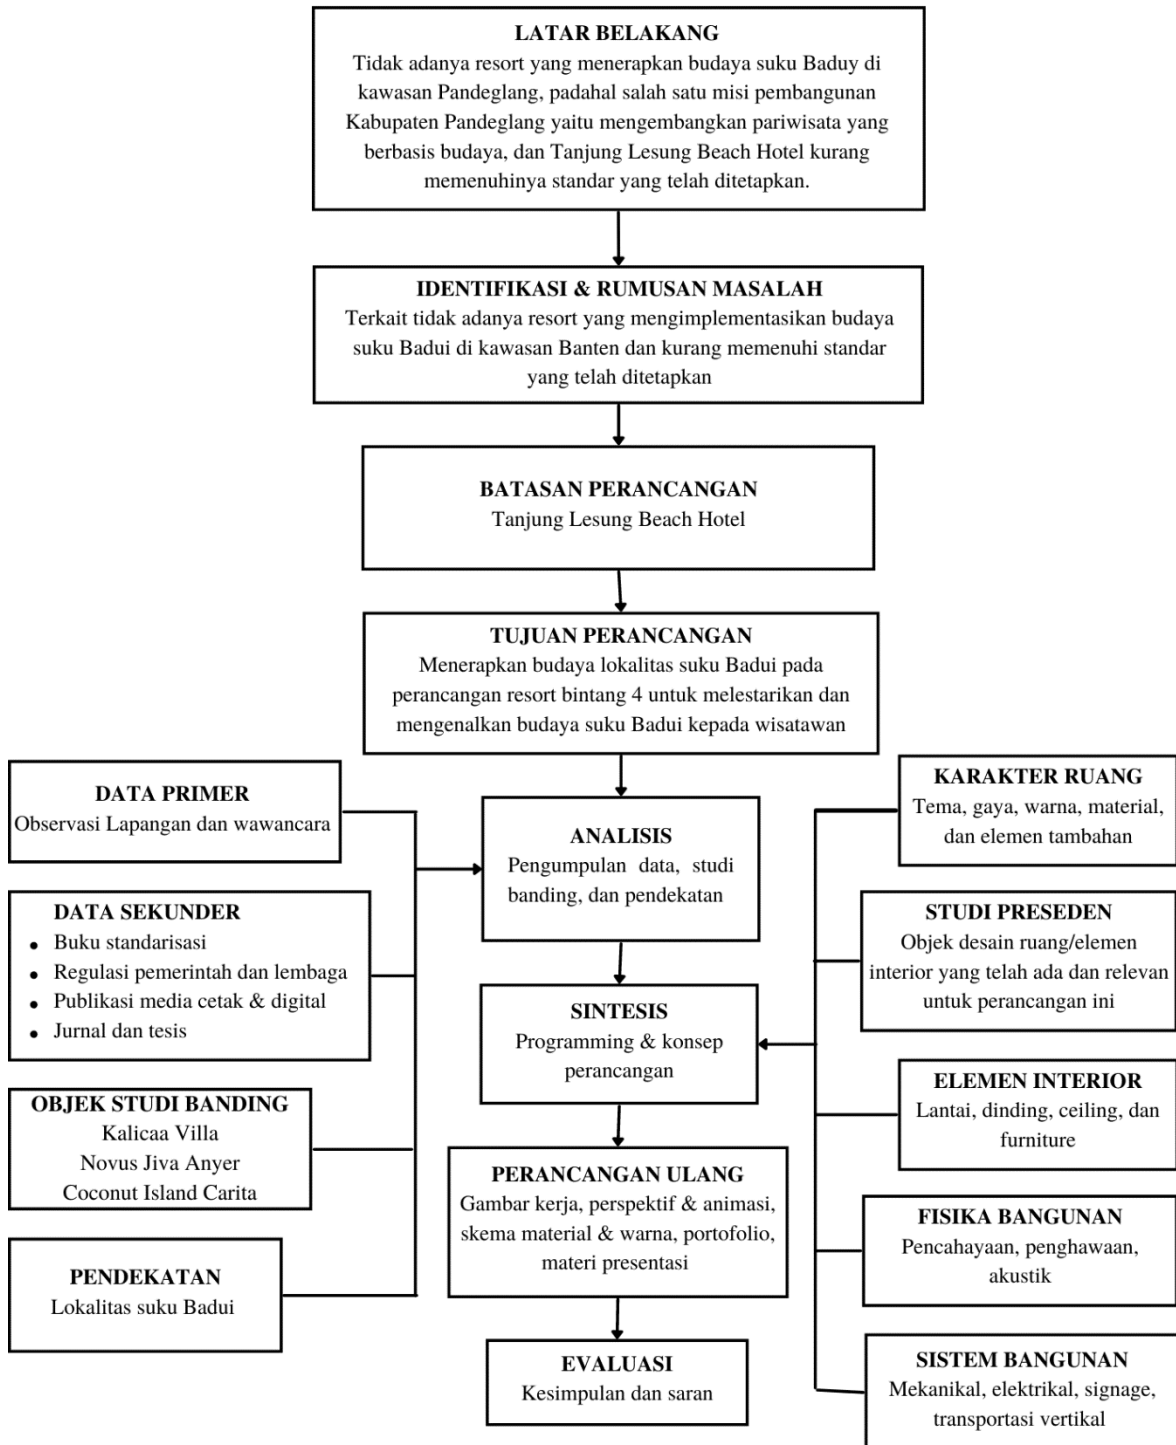 LATAR BELAKANG
Tidak adanya resort yang menerapkan budaya suku Baduy di
kawasan Pandeglang, padahal salah satu misi pembangunan
Kabupaten Pandeglang yaitu mengembangkan pariwisata yang
berbasis budaya, dan Tanjung Lesung Beach Hotel kurang
memenuhinya standar yang telah ditetapkan.
IDENTIFIKASI & RUMUSAN MASALAH
Terkait tidak adanya resort yang mengimplementasikan budaya
suku Badui di kawasan Banten dan kurang memenuhi standar
yang telah ditetapkan
BATASAN PERANCANGAN
Tanjung Lesung Beach Hotel
TUJUAN PERANCANGAN
Menerapkan budaya lokalitas suku Badui pada
perancangan resort bintang 4 untuk melestarikan dan
mengenalkan budaya suku Badui kepada wisatawan
DATA PRIMER
Observasi Lapangan dan wawancara
DATA SEKUNDER
• Buku standarisasi
• Regulasi pemerintah dan lembaga
• Publikasi media cetak & digital
• Jurnal dan tesis
OBJEK STUDI BANDING
Kalicaa Villa
Novus Jiva Anyer
Coconut Island Carita
PENDEKATAN
Lokalitas suku Badui
ANALISIS
Pengumpulan data, studi
banding, dan pendekatan
SINTESIS
Programming & konsep
perancangan
PERANCANGAN ULANG
Gambar kerja, perspektif & animasi,
skema material & warna, portofolio,
materi presentasi
EVALUASI
Kesimpulan dan saran
KARAKTER RUANG
Tema, gaya, warna, material,
dan elemen tambahan
STUDI PRESEDEN
Objek desain ruang/elemen
interior yang telah ada dan relevan
untuk perancangan ini
ELEMEN INTERIOR
Lantai, dinding, ceiling, dan
furniture
FISIKA BANGUNAN
Pencahayaan, penghawaan,
akustik
SISTEM BANGUNAN
Mekanikal, elektrikal, signage,
transportasi vertikal